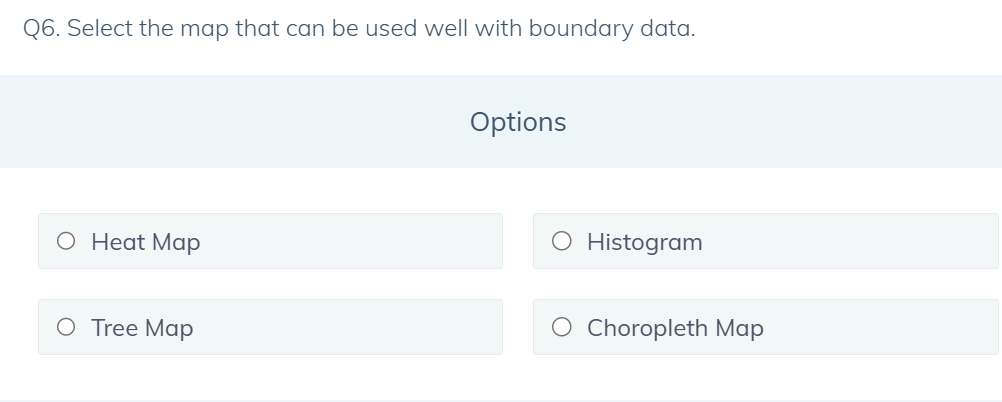 Q6. Select the map that can be used well with boundary data.
Options
Heat Map
Histogram
Tree Map
Choropleth Map